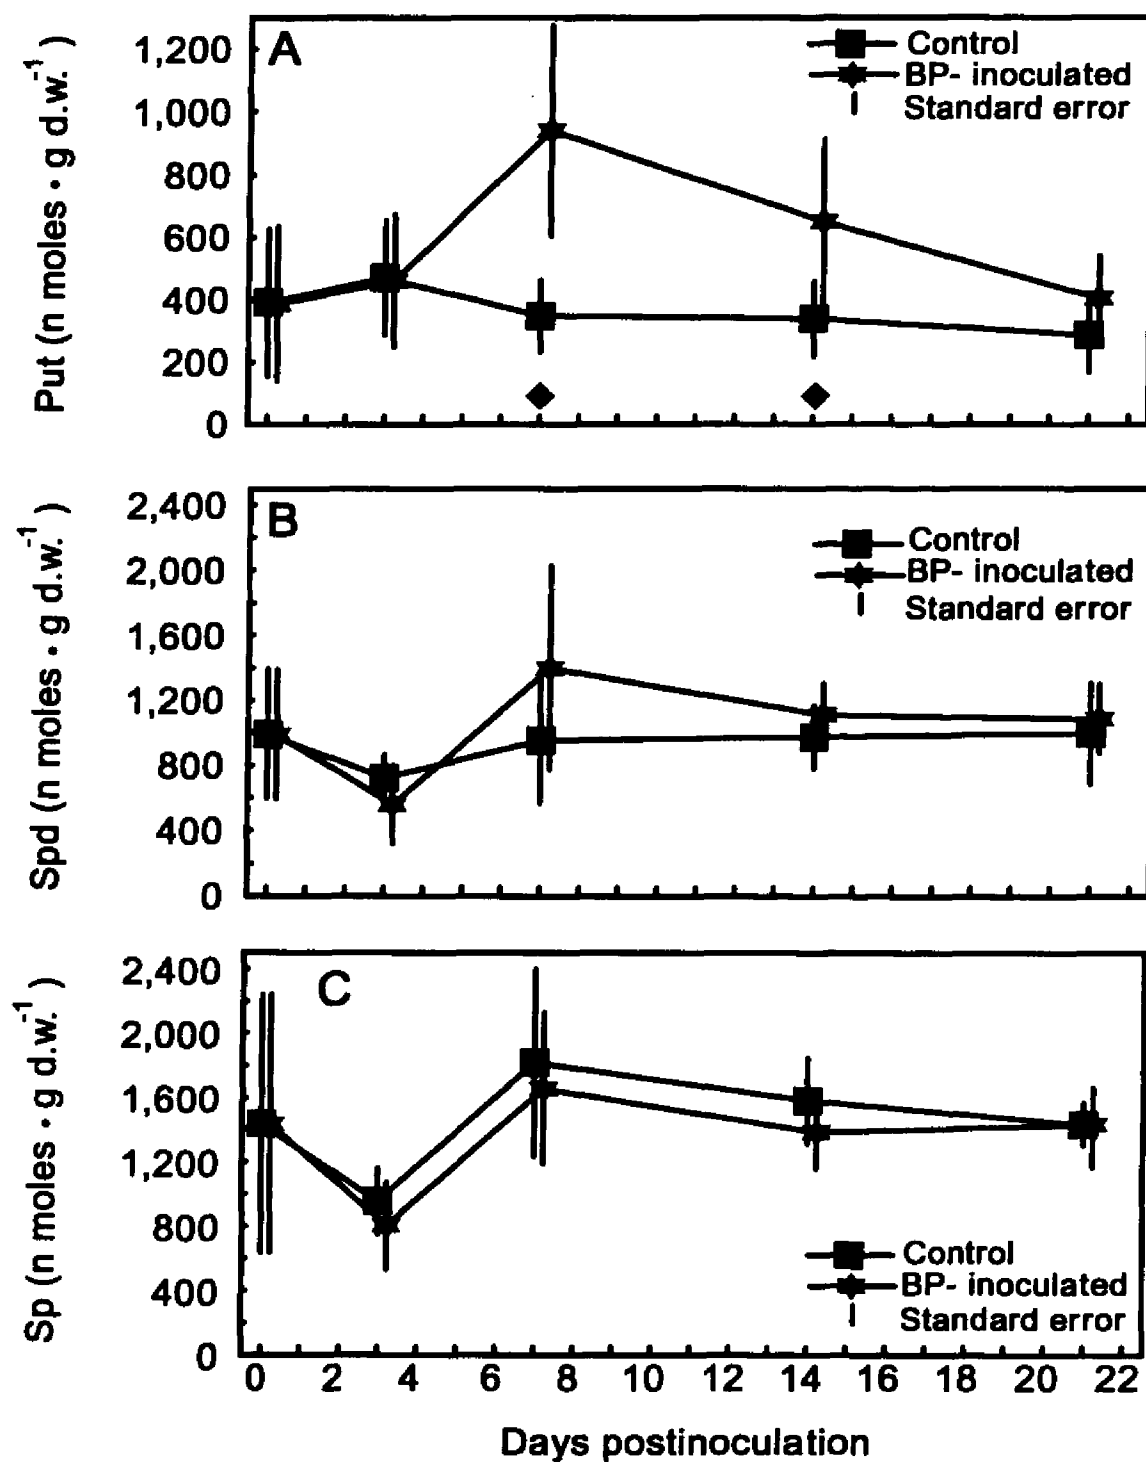 A
Control
BP- inoculated
Standard error
Put (n moles • g d.w.⁻¹ )
1,200
1,000
800
600
400
200
0
B
Control
BP- inoculated
Standard error
Spd (n moles • g d.w.⁻¹ )
2,400
2,000
1,600
1,200
800
400
0
C
Control
BP- inoculated
Standard error
Sp (n moles • g d.w.⁻¹ )
2,400
2,000
1,600
1,200
800
400
0
0 2 4 6 8 10 12 14 16 18 20 22
Days postinoculation